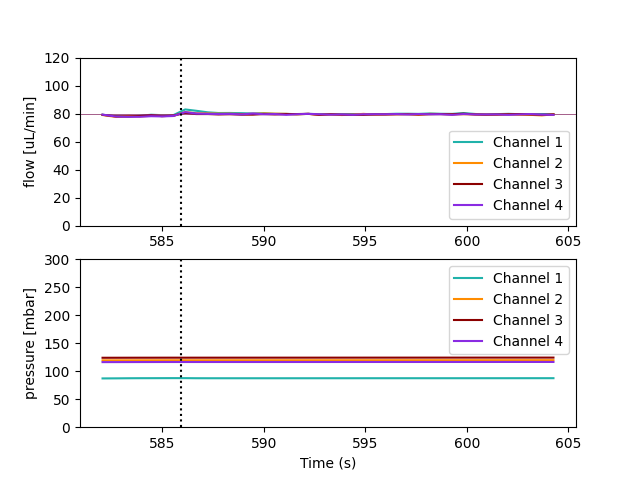 120
100
80
60
40
20
0
flow [uL/min]
Channel 1
Channel 2
Channel 3
Channel 4
585
590
595
600
605
300
250
200
150
100
50
0
pressure [mbar]
Channel 1
Channel 2
Channel 3
Channel 4
585
590
595
600
605
Time (s)